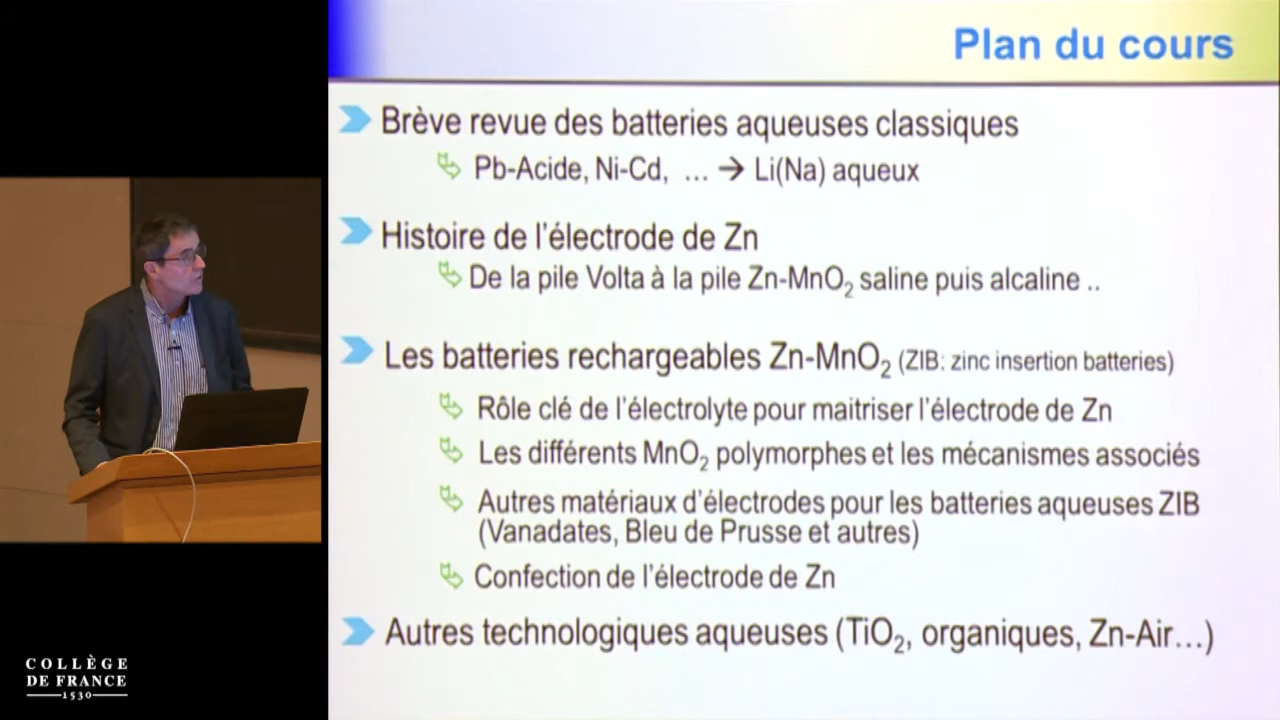 Plan du cours
Brève revue des batteries aqueuses classiques
Pb-Acide, Ni-Cd, … → Li(Na) aqueux
Histoire de l'électrode de Zn
De la pile Volta à la pile Zn-MnO₂ saline puis alcaline ..
Les batteries rechargeables Zn-MnO₂ (ZIB: zinc insertion batteries)
Rôle clé de l'électrolyte pour maitriser l'électrode de Zn
Les différents MnO₂ polymorphes et les mécanismes associés
Autres matériaux d'électrodes pour les batteries aqueuses ZIB
(Vanadates, Bleu de Prusse et autres)
Confection de l'électrode de Zn
Autres technologiques aqueuses (TiO₂, organiques, Zn-Air…)
COLLÈGE
DE FRANCE
1530